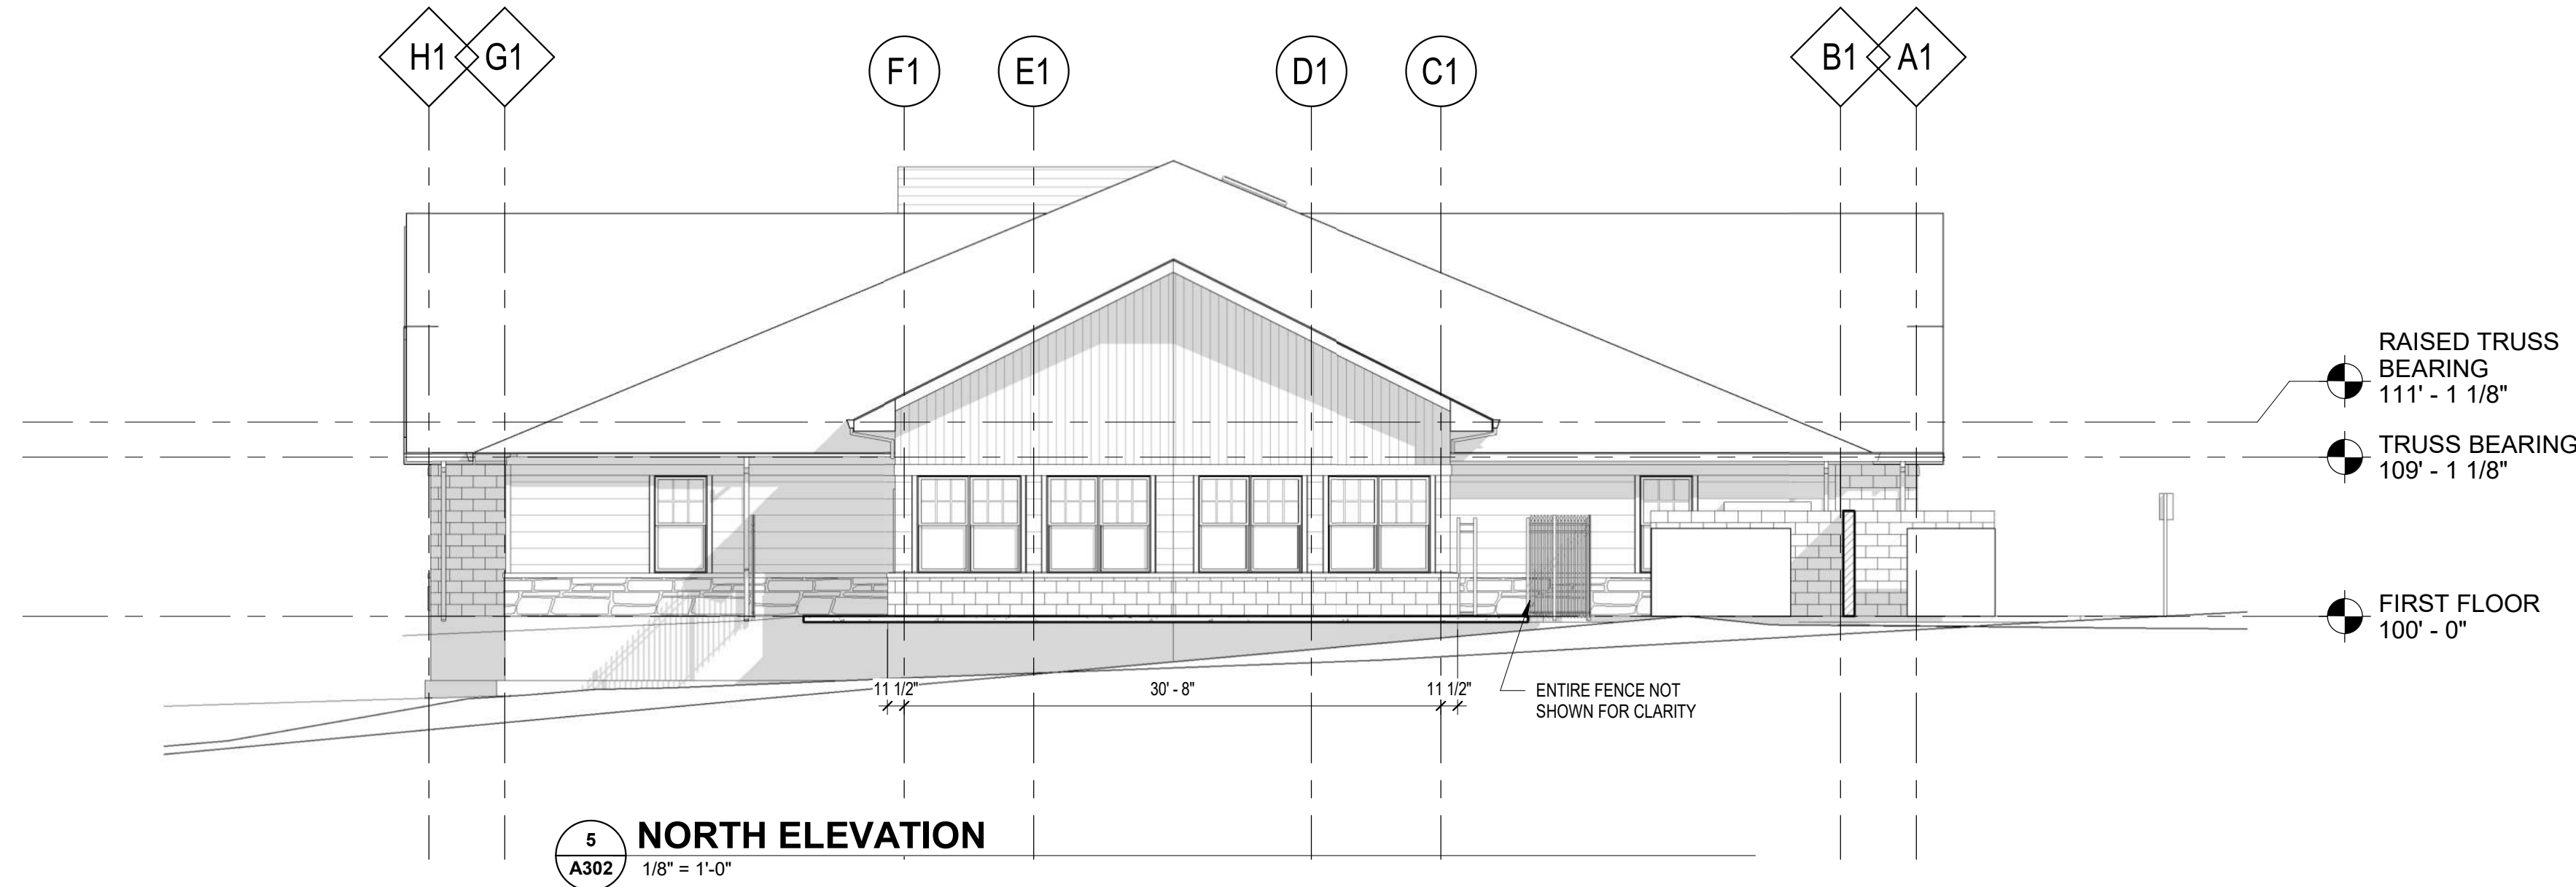 H1
G1
F1
E1
D1
C1
B1
A1
RAISED TRUSS
BEARING
111' - 1 1/8"
TRUSS BEARING
109' - 1 1/8"
FIRST FLOOR
100' - 0"
11 1/2"
30' - 8"
11 1/2"
ENTIRE FENCE NOT
SHOWN FOR CLARITY
5
A302
NORTH ELEVATION
1/8" = 1'-0"